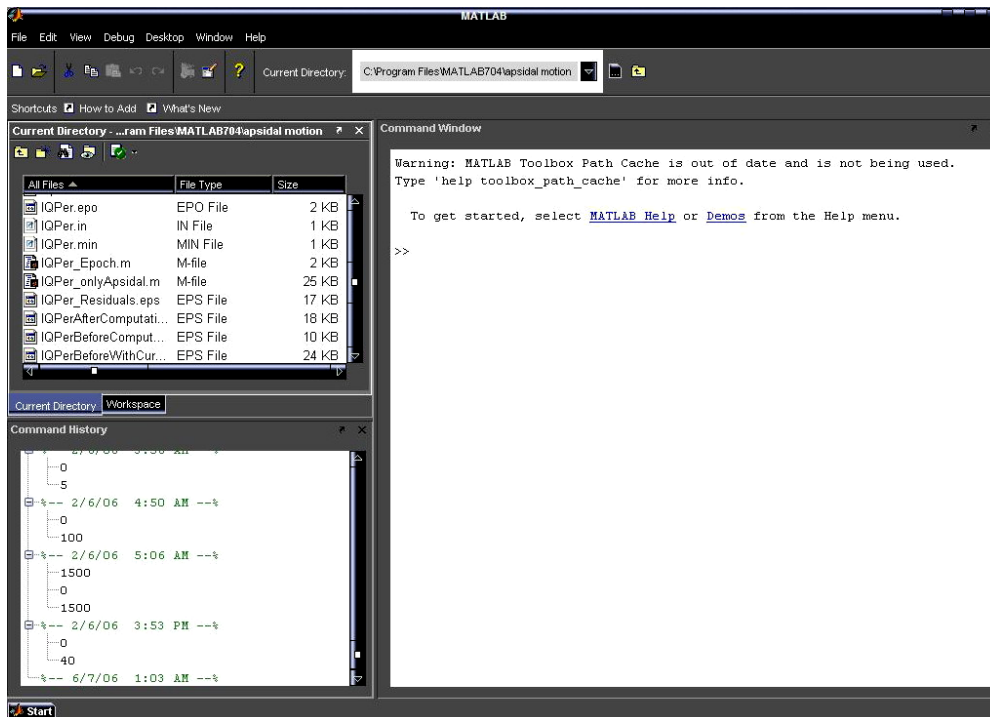 MATLAB
File Edit View Debug Desktop Window Help
? Current Directory: C:\Program Files\MATLAB704\apsidal motion
Shortcuts How to Add What's New
Current Directory - ...ram Files\MATLAB704\apsidal motion
All Files File Type Size
IQPer.epo EPO File 2 KB
IQPer.in IN File 1 KB
IQPer.min MIN File 1 KB
IQPer_Epoch.m M-file 2 KB
IQPer_onlyApsidal.m M-file 25 KB
IQPer_Residuals.eps EPS File 17 KB
IQPerAfterComputati... EPS File 18 KB
IQPerBeforeComput... EPS File 10 KB
IQPerBeforeWithCur... EPS File 24 KB
Current Directory Workspace
Command History
0
5
%-- 2/6/06 4:50 AM --%
0
100
%-- 2/6/06 5:06 AM --%
1500
0
1500
%-- 2/6/06 3:53 PM --%
0
40
%-- 6/7/06 1:03 AM --%
Command Window
Warning: MATLAB Toolbox Path Cache is out of date and is not being used.
Type 'help toolbox_path_cache' for more info.
To get started, select MATLAB Help or Demos from the Help menu.
>>
Start